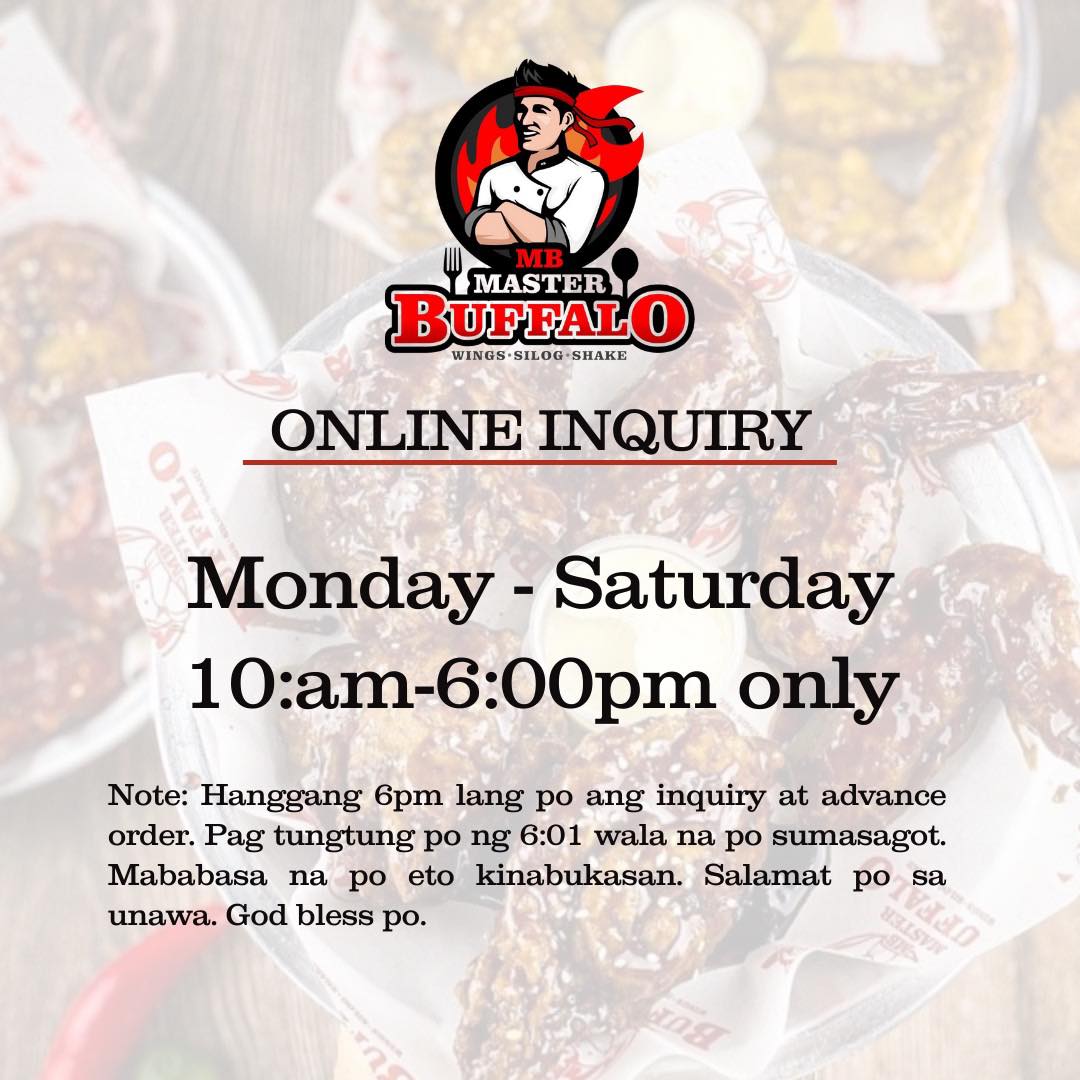 MB
MASTER
BUFFALO
WINGS•SILOG•SHAKE
ONLINE INQUIRY
Monday - Saturday
10:am-6:00pm only
Note: Hanggang 6pm lang po ang inquiry at advance
order. Pag tungtung po ng 6:01 wala na po sumasagot.
Mababasa na po eto kinabukasan. Salamat po sa
unawa. God bless po.